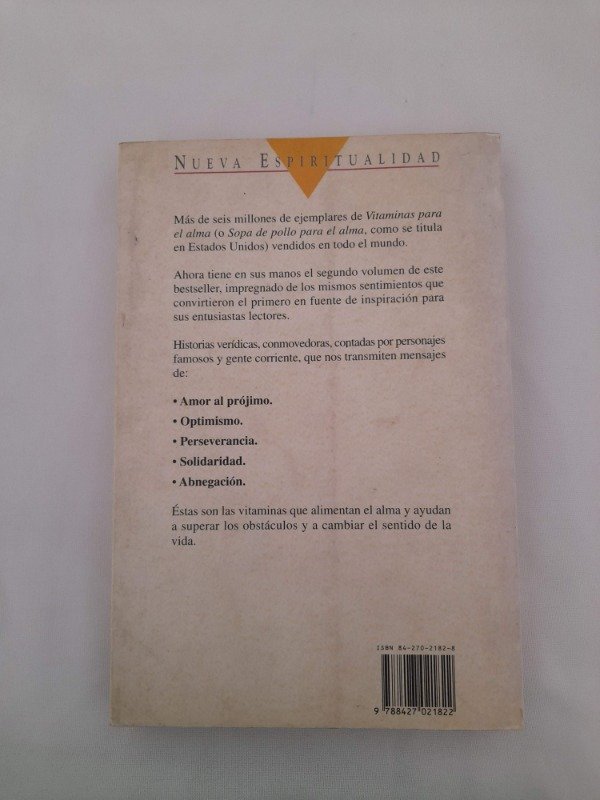 NUEVA ESPIRITUALIDAD
Más de seis millones de ejemplares de Vitaminas para
el alma (o Sopa de pollo para el alma, como se titula
en Estados Unidos) vendidos en todo el mundo.
Ahora tiene en sus manos el segundo volumen de este
bestseller, impregnado de los mismos sentimientos que
convirtieron el primero en fuente de inspiración para
sus entusiastas lectores.
Historias verídicas, conmovedoras, contadas por personajes
famosos y gente corriente, que nos transmiten mensajes
de:
• Amor al prójimo.
• Optimismo.
• Perseverancia.
• Solidaridad.
• Abnegación.
Éstas son las vitaminas que alimentan el alma y ayudan
a superar los obstáculos y a cambiar el sentido de la
vida.
ISBN 84-270-2182-8
9 788427 021822